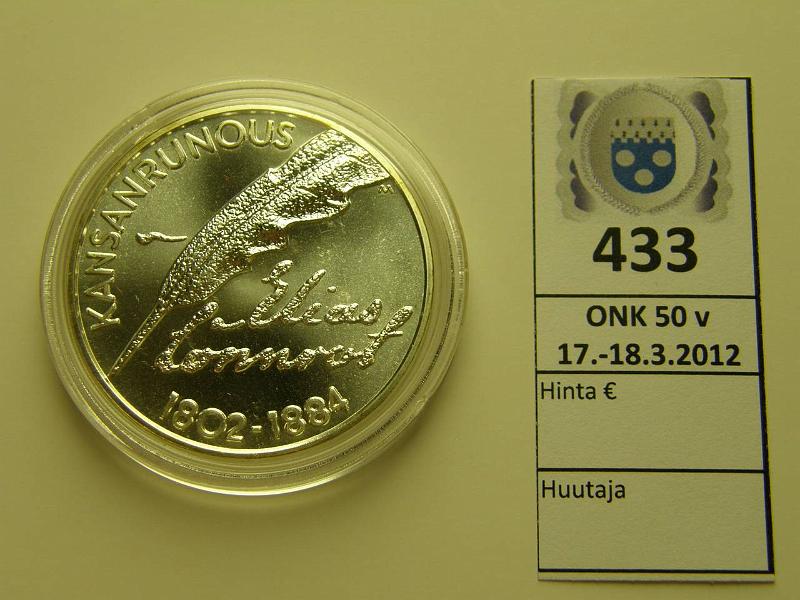 KANSANRUNOUS
Elias
Lönnrot
1802-1884
M
433
ONK 50 v
17.-18.3.2012
Hinta €
Huutaja